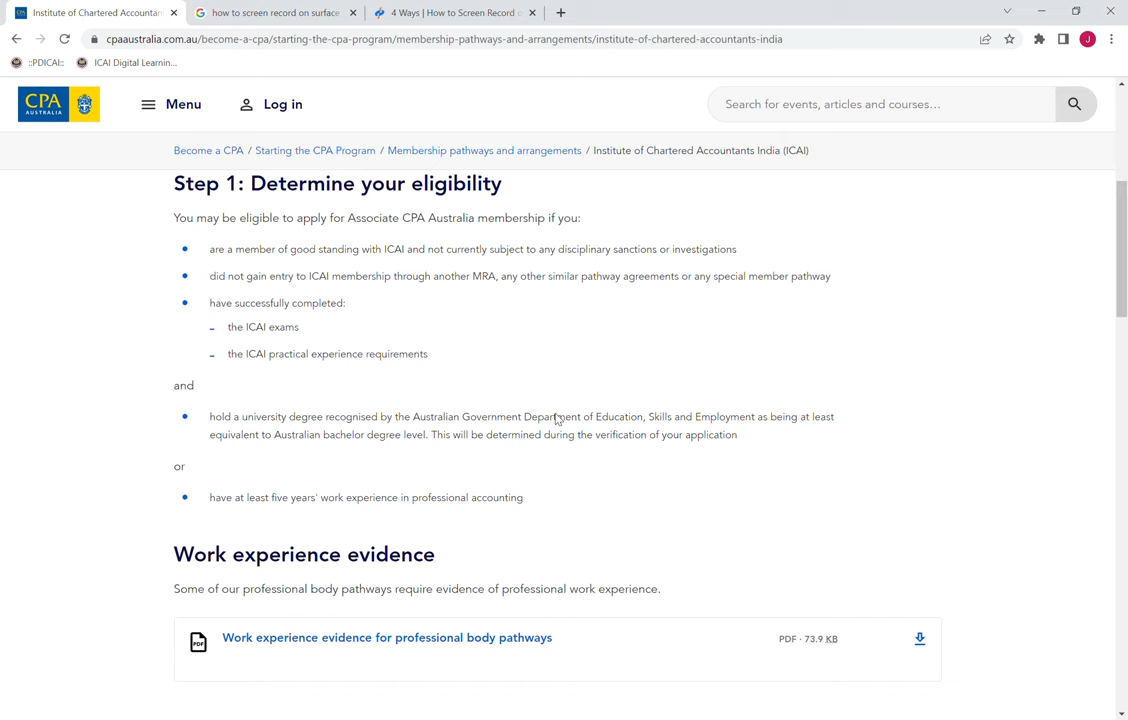 Institute of Chartered Accountan
how to screen record on surface
4 Ways | How to Screen Record o
cpaaustralia.com.au/become-a-cpa/starting-the-cpa-program/membership-pathways-and-arrangements/institute-of-chartered-accountants-india
J
::PDICAI::
ICAI Digital Learnin...
CPA
AUSTRALIA
Menu
Log in
Search for events, articles and courses...
Become a CPA / Starting the CPA Program / Membership pathways and arrangements / Institute of Chartered Accountants India (ICAI)
Step 1: Determine your eligibility
You may be eligible to apply for Associate CPA Australia membership if you:
are a member of good standing with ICAI and not currently subject to any disciplinary sanctions or investigations
did not gain entry to ICAI membership through another MRA, any other similar pathway agreements or any special member pathway
have successfully completed:
the ICAI exams
the ICAI practical experience requirements
and
hold a university degree recognised by the Australian Government Department of Education, Skills and Employment as being at least
equivalent to Australian bachelor degree level. This will be determined during the verification of your application
or
have at least five years' work experience in professional accounting
Work experience evidence
Some of our professional body pathways require evidence of professional work experience.
PDF
Work experience evidence for professional body pathways
PDF · 73.9 KB